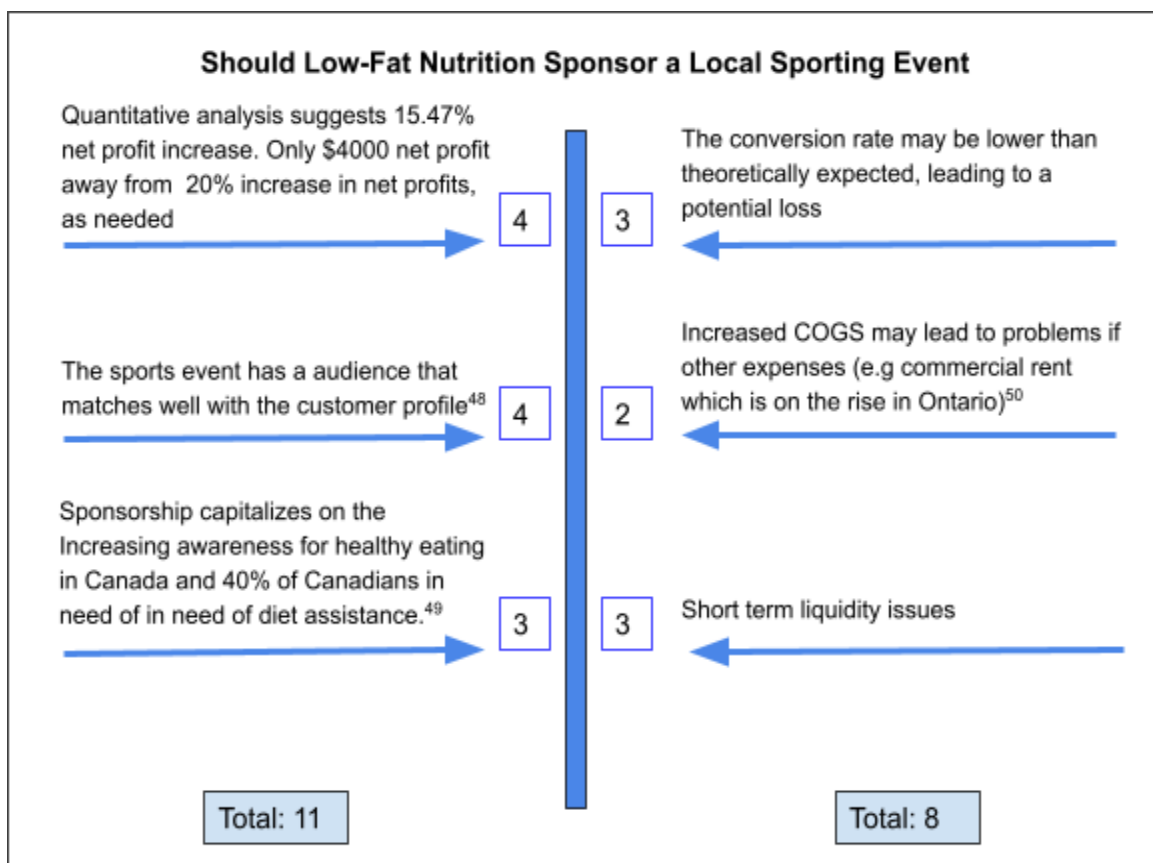 Should Low-Fat Nutrition Sponsor a Local Sporting Event
Quantitative analysis suggests 15.47%
net profit increase. Only $4000 net profit
away from  20% increase in net profits,
as needed
4
3
The conversion rate may be lower than
theoretically expected, leading to a
potential loss
The sports event has a audience that
matches well with the customer profile48
4
2
Increased COGS may lead to problems if
other expenses (e.g commercial rent
which is on the rise in Ontario)50
Sponsorship capitalizes on the
Increasing awareness for healthy eating
in Canada and 40% of Canadians in
need of in need of diet assistance.49
3
3
Short term liquidity issues
Total: 11
Total: 8